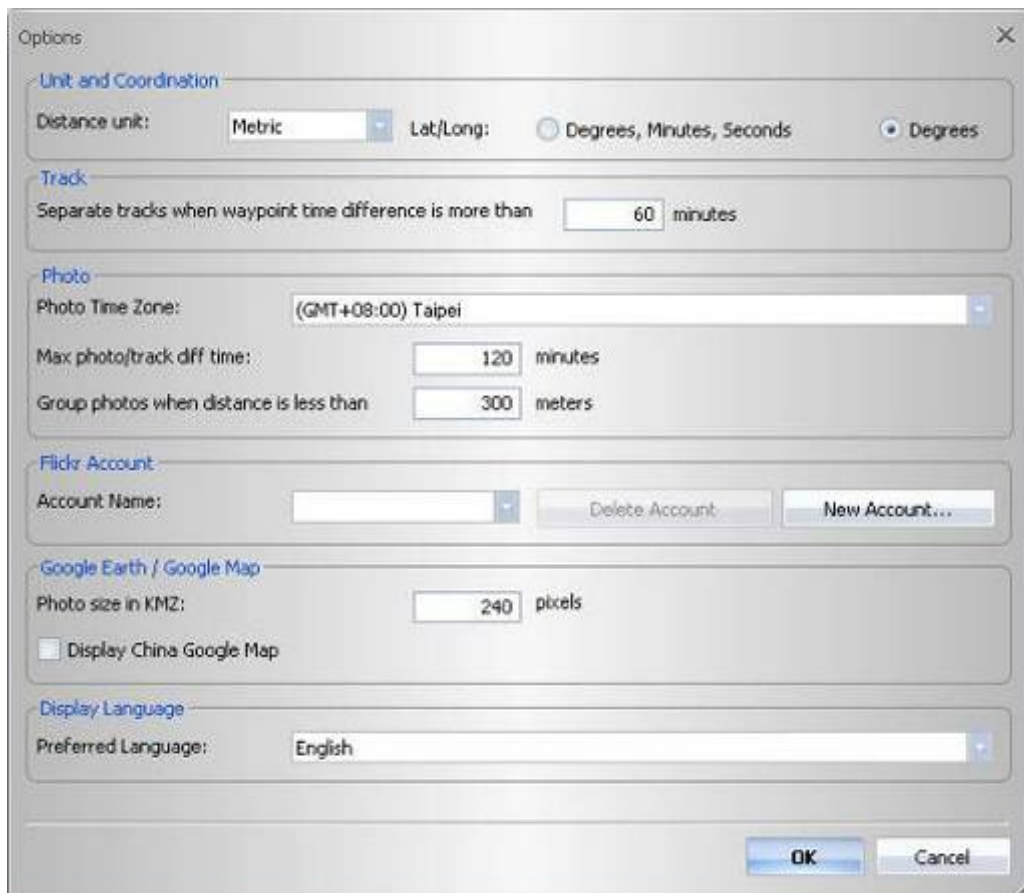 Options
Unit and Coordination
Distance unit: Metric Lat/Long: Degrees, Minutes, Seconds Degrees
Track
Separate tracks when waypoint time difference is more than 60 minutes
Photo
Photo Time Zone: (GMT+08:00) Taipei
Max photo/track diff time: 120 minutes
Group photos when distance is less than 300 meters
Flickr Account
Account Name: Delete Account New Account...
Google Earth / Google Map
Photo size in KMZ: 240 pixels
Display China Google Map
Display Language
Preferred Language: English
OK Cancel